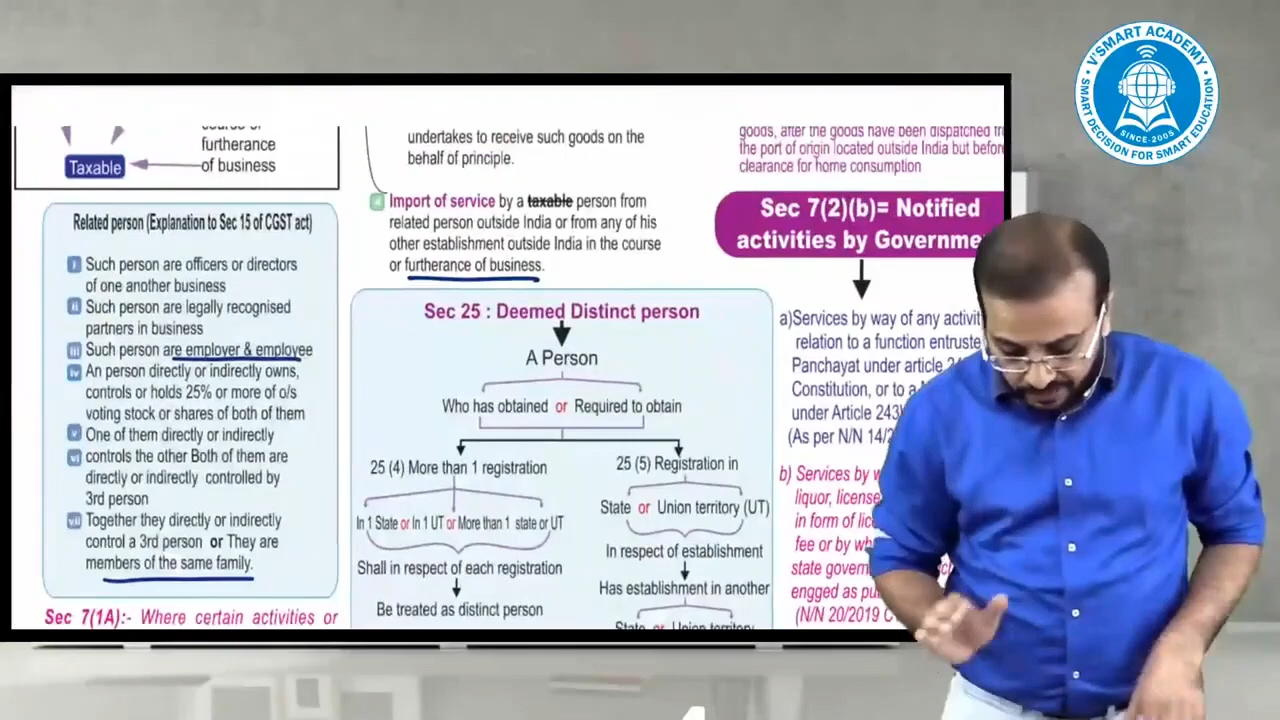 course or
furtherance
of business
Taxable
Related person (Explanation to Sec 15 of CGST act)
i Such person are officers or directors
of one another business
ii Such person are legally recognised
partners in business
iii Such person are employer & employee
iv An person directly or indirectly owns,
controls or holds 25% or more of o/s
voting stock or shares of both of them
v One of them directly or indirectly
vi controls the other Both of them are
directly or indirectly controlled by
3rd person
vii Together they directly or indirectly
control a 3rd person or They are
members of the same family.
Sec 7(1A):- Where certain activities or
undertakes to receive such goods on the
behalf of principle.
Import of service by a taxable person from
related person outside India or from any of his
other establishment outside India in the course
or furtherance of business.
Sec 25 : Deemed Distinct person
A Person
Who has obtained or Required to obtain
25 (4) More than 1 registration
In 1 State or In 1 UT or More than 1 state or UT
Shall in respect of each registration
Be treated as distinct person
25 (5) Registration in
State or Union territory (UT)
In respect of establishment
Has establishment in another
State or Union territory
goods, after the goods have been dispatched
the port of origin located outside India but before
clearance for home consumption
Sec 7(2)(b)= Notified
activities by
a)Services by way of any
relation to a function
Panchayat under article
Constitution, or to a
under Article
(As per N/N
b) Services by
liquor,
in form of
fee or by
state
engged as
(N/N 20/2019
V'SMART ACADEMY
SINCE-2005
SMART DECISION FOR SMART EDUCATION